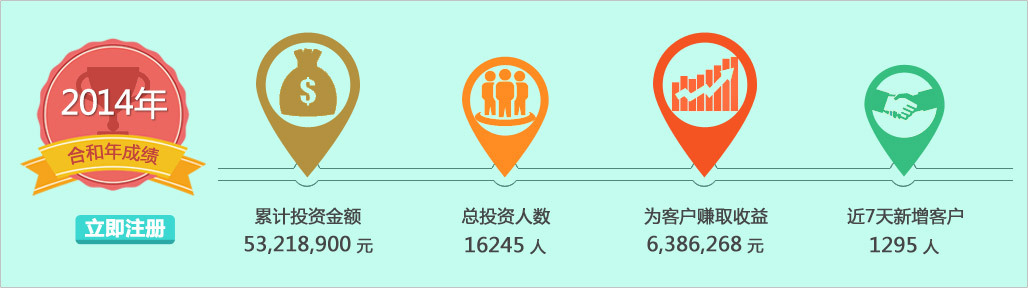 2014年
合和年成绩
立即注册
$
累计投资金额
53,218,900 元
总投资人数
16245 人
为客户赚取收益
6,386,268 元
近7天新增客户
1295 人